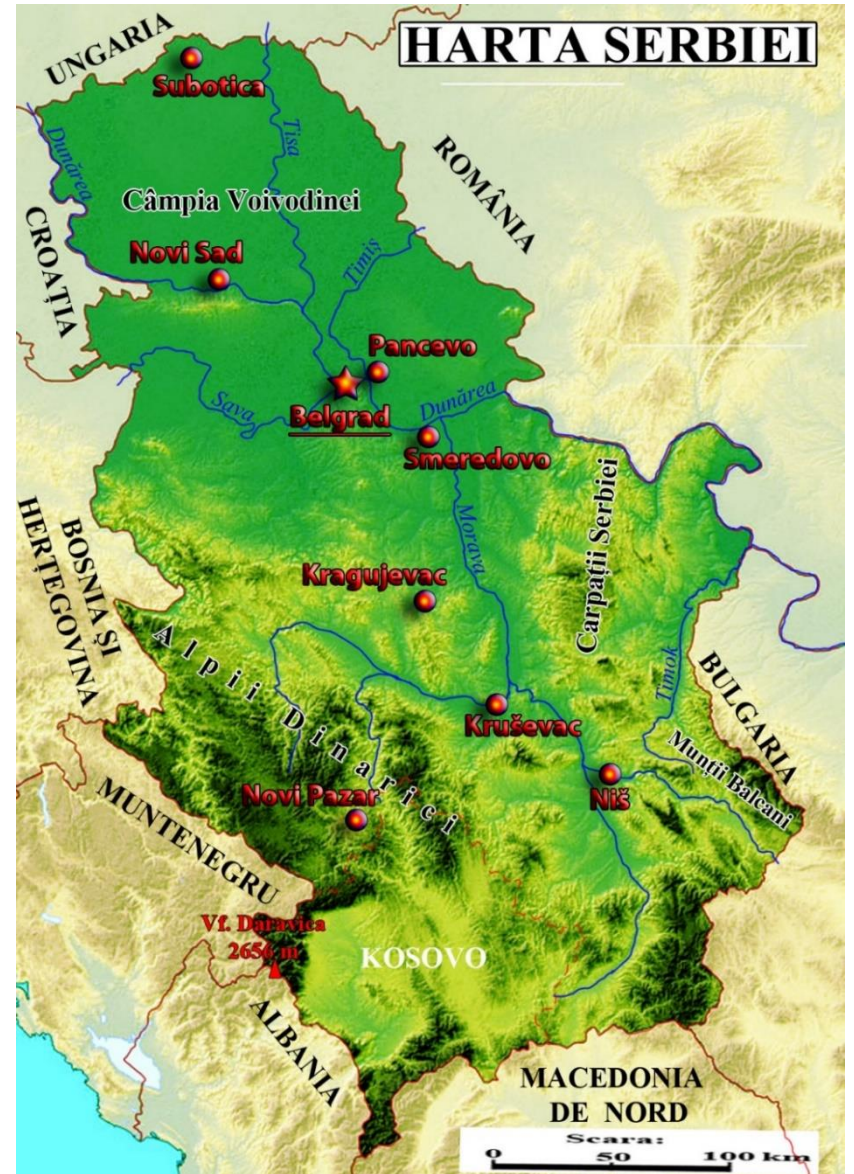 HARTA SERBIEI
UNGARIA
Subotica
Dunărea
Tisa
ROMÂNIA
Câmpia Voivodinei
CROAȚIA
Novi Sad
Timiș
Pancevo
Sava
Belgrad
Dunărea
Smeredovo
BOSNIA ȘI
HERȚEGOVINA
Morava
Carpații Serbiei
Kragujevac
Alpii Dinarici
Timok
BULGARIA
Kruševac
Munții Balcani
Niš
Novi Pazar
MUNTENEGRU
Vf. Daravica
2656 m
KOSOVO
ALBANIA
MACEDONIA
DE NORD
Scara:
0 50 100 km